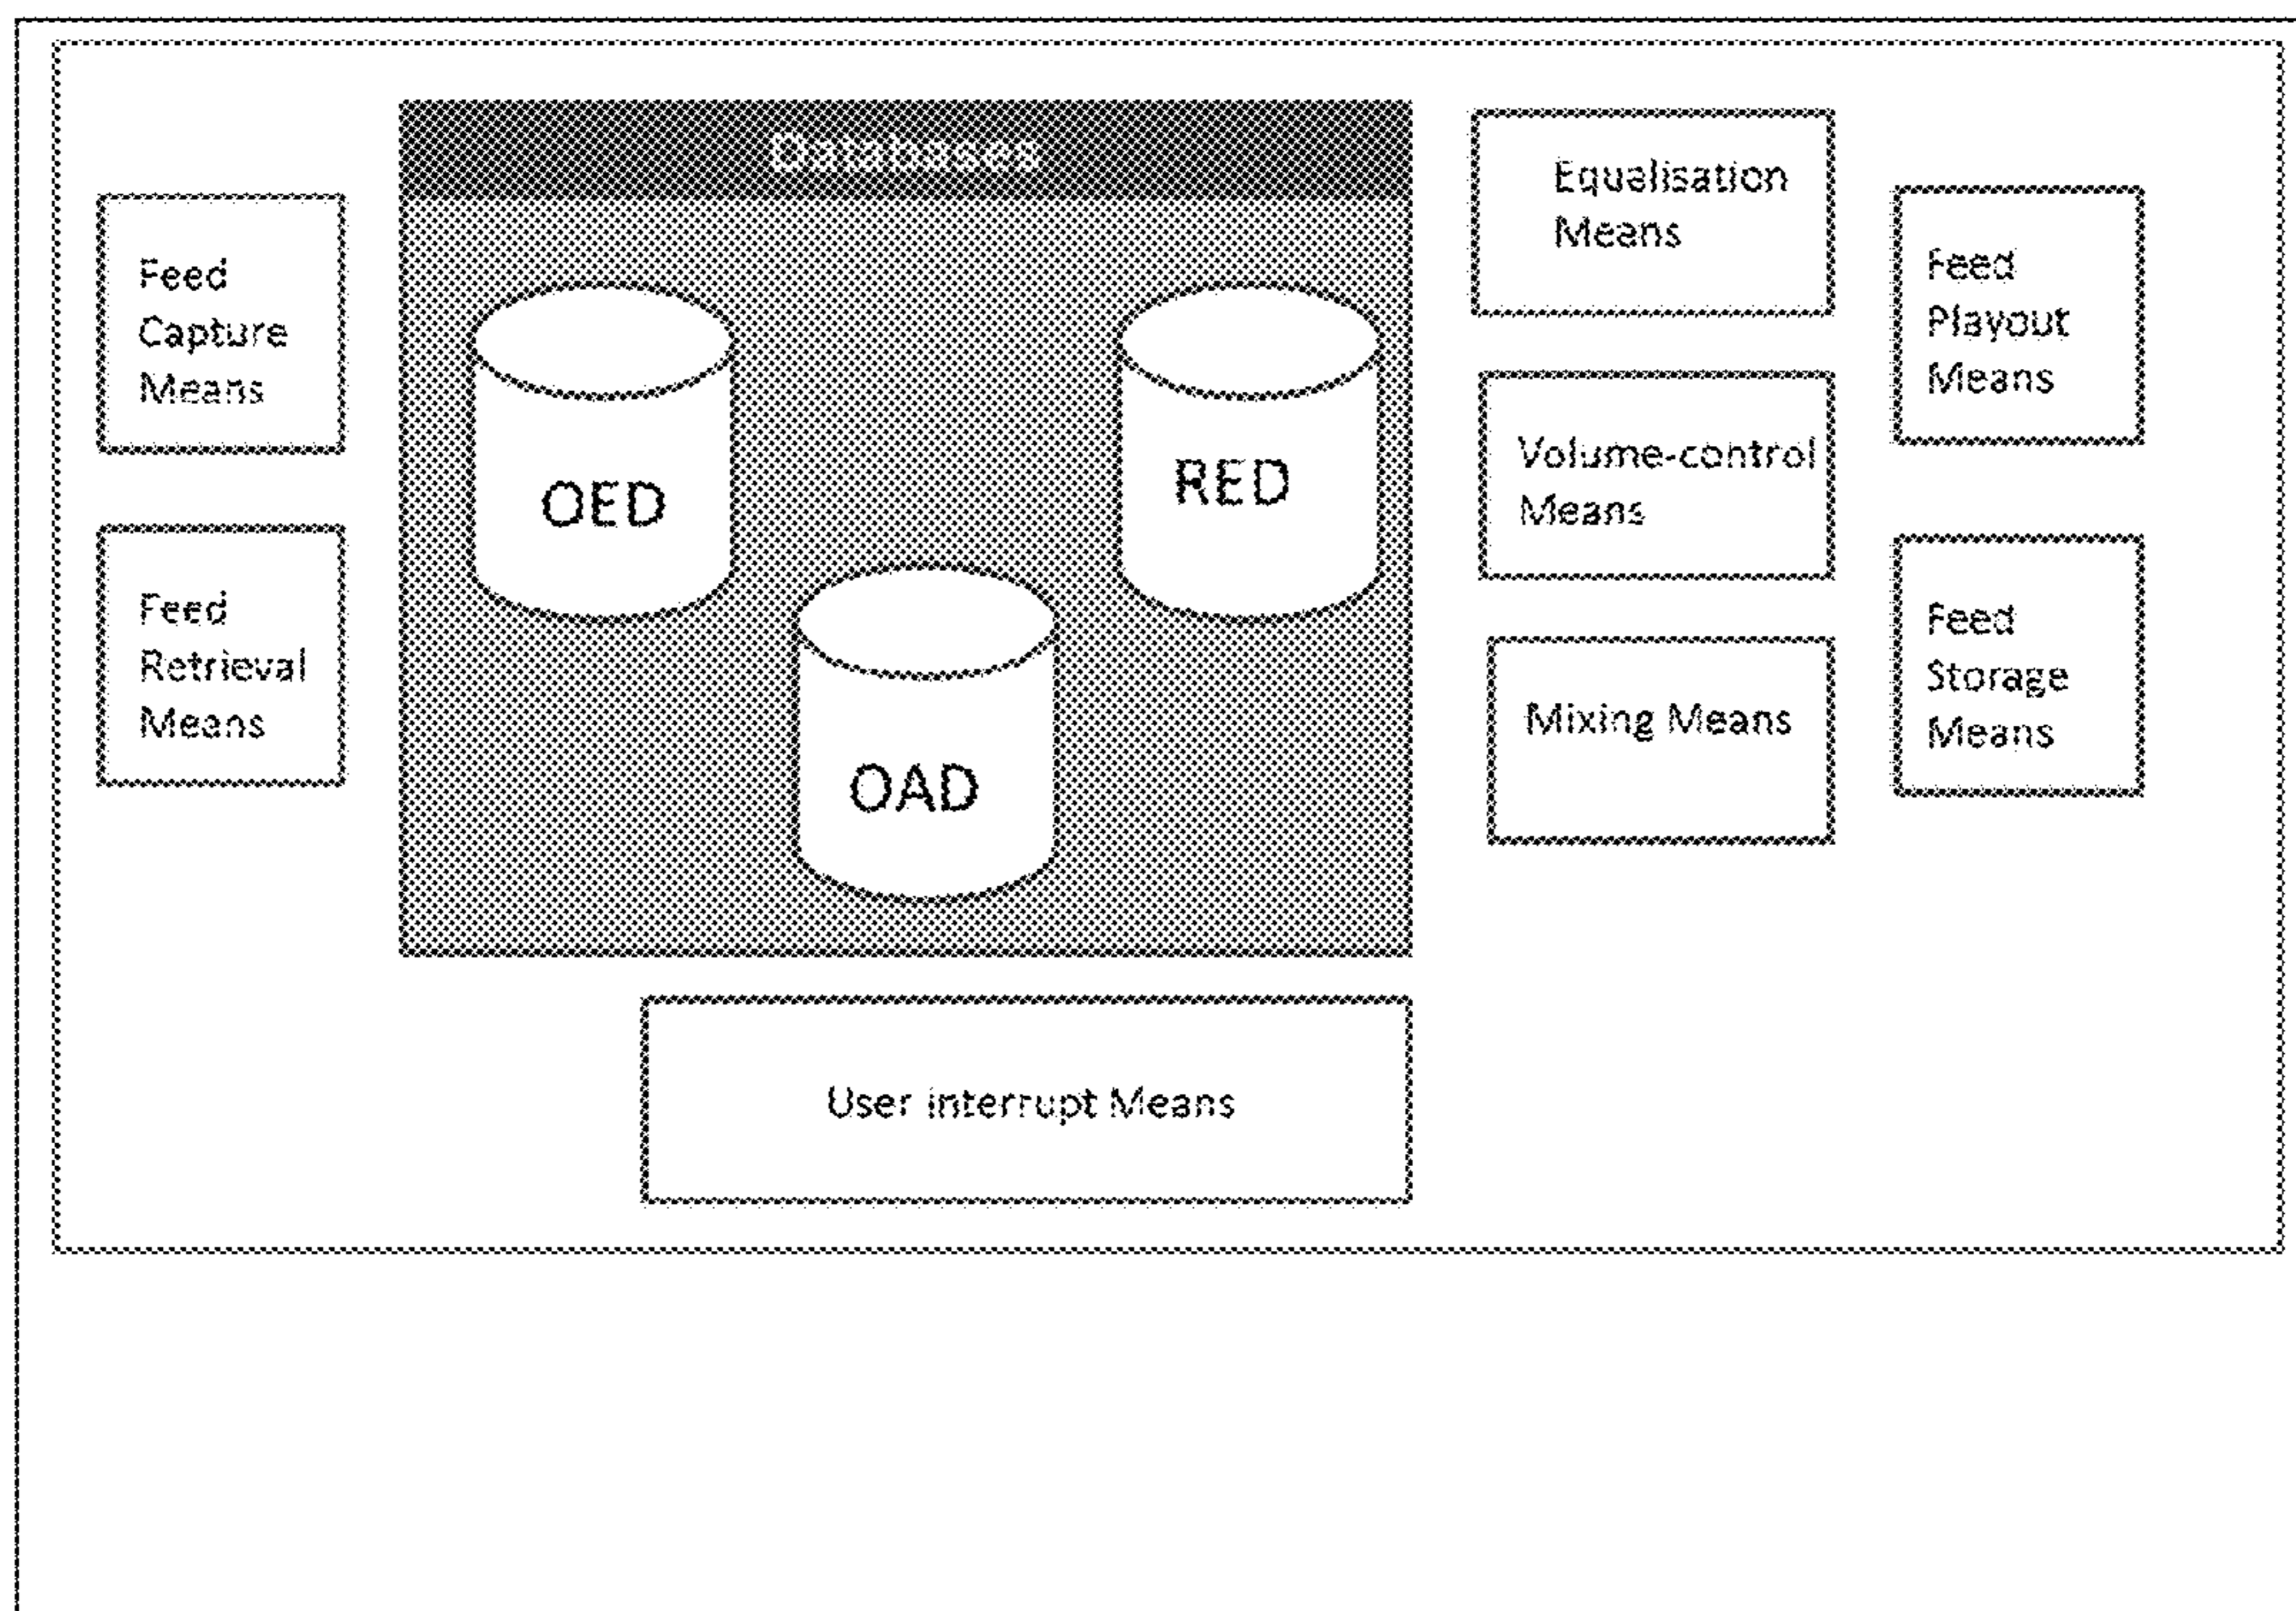 Databases
Feed
Capture
Means
Feed
Retrieval
Means
OED
RED
OAD
Equalisation
Means
Volume-control
Means
Mixing Means
Feed
Playout
Means
Feed
Storage
Means
User interrupt Means